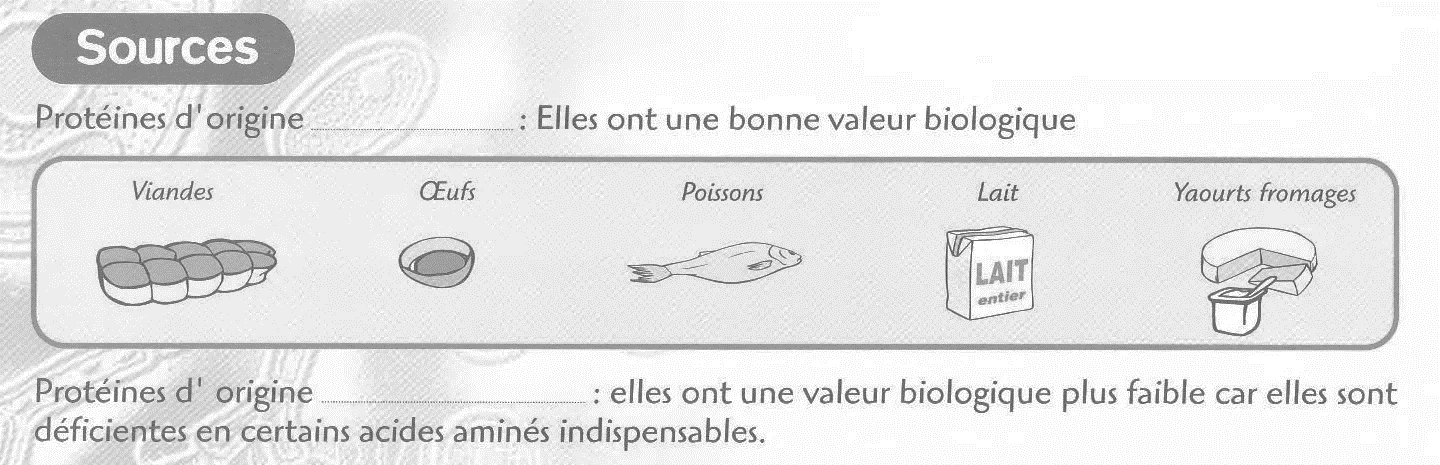 Sources
Protéines d'origine ............................ : Elles ont une bonne valeur biologique
Viandes Œufs Poissons Lait Yaourts fromages
LAIT
entier
Protéines d' origine ............................ : elles ont une valeur biologique plus faible car elles sont
déficientes en certains acides aminés indispensables.